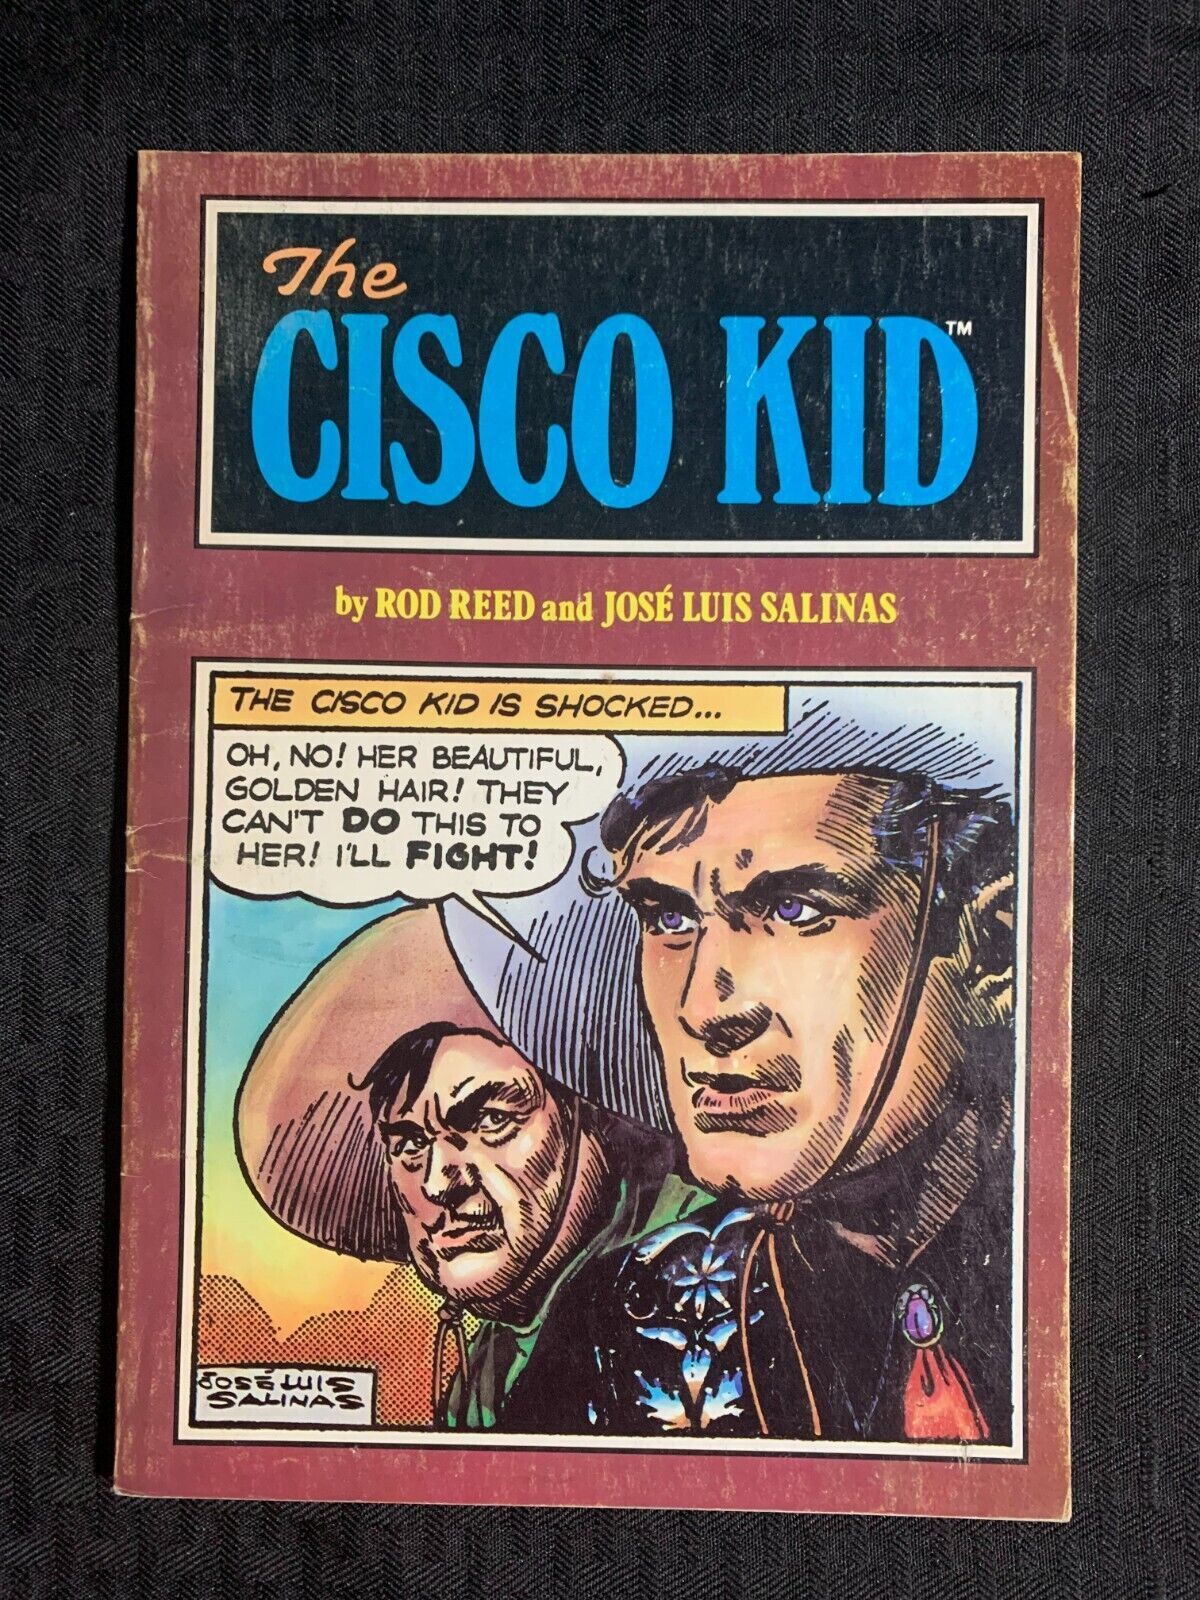 The
CISCO KID™
by ROD REED and JOSÉ LUIS SALINAS
THE CISCO KID IS SHOCKED...
OH, NO! HER BEAUTIFUL,
GOLDEN HAIR! THEY
CAN'T DO THIS TO
HER! I'LL FIGHT!
JOSÉ LUIS
SALINAS